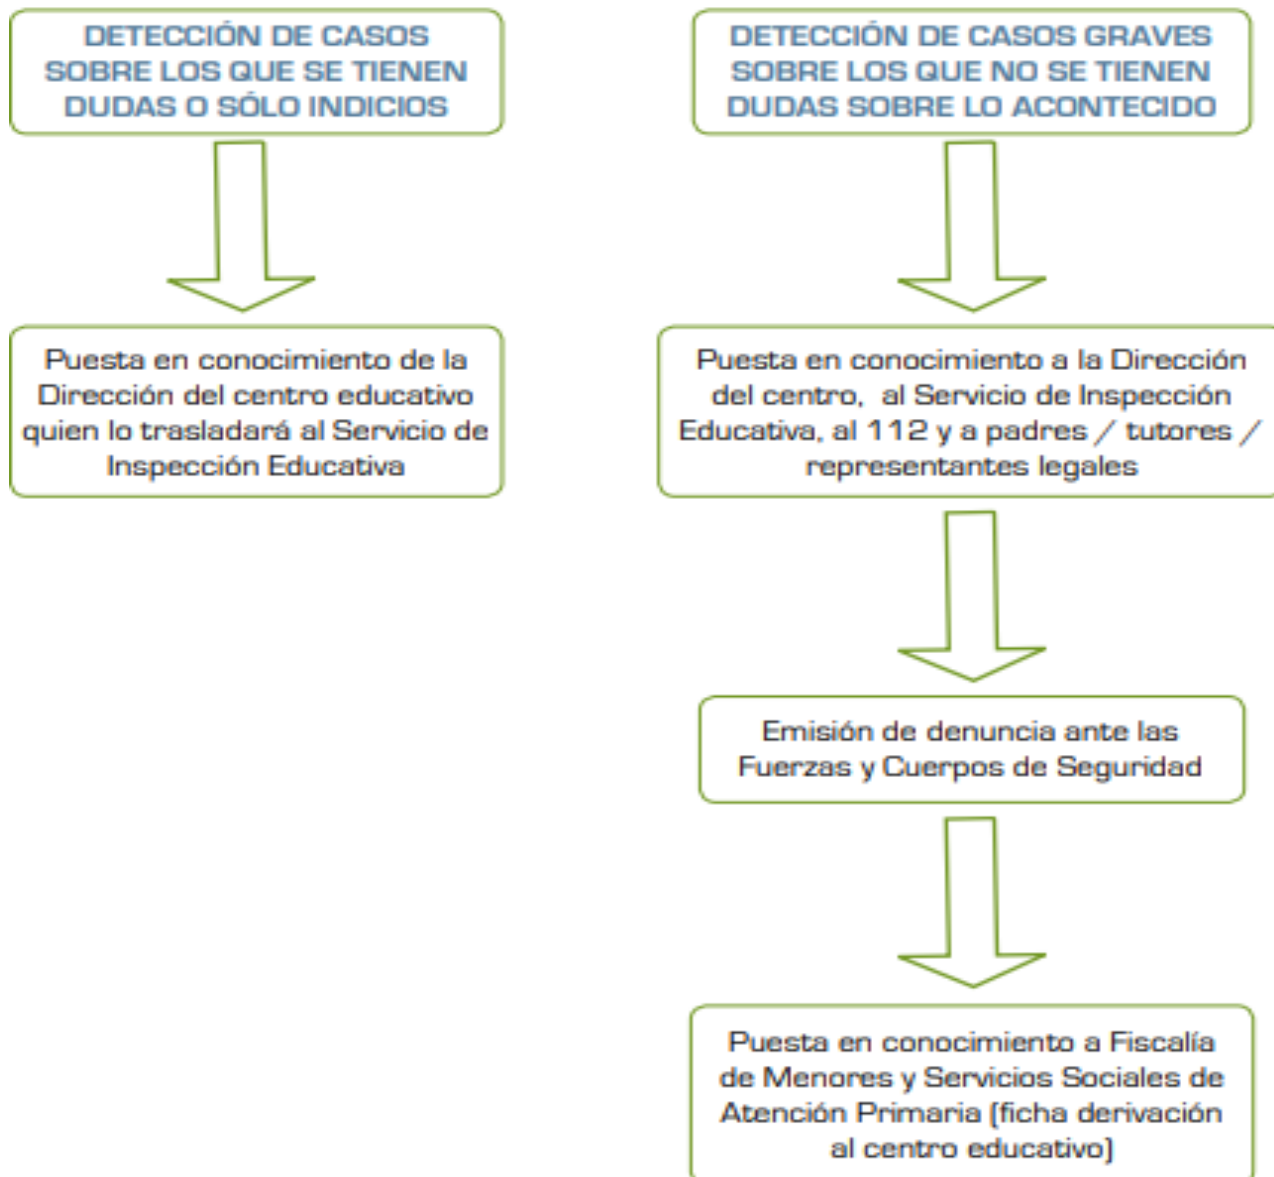 DETECCIÓN DE CASOS
SOBRE LOS QUE SE TIENEN
DUDAS O SÓLO INDICIOS
DETECCIÓN DE CASOS GRAVES
SOBRE LOS QUE NO SE TIENEN
DUDAS SOBRE LO ACONTECIDO
Puesta en conocimiento de la
Dirección del centro educativo
quien lo trasladará al Servicio de
Inspección Educativa
Puesta en conocimiento a la Dirección
del centro, al Servicio de Inspección
Educativa, al 112 y a padres / tutores /
representantes legales
Emisión de denuncia ante las
Fuerzas y Cuerpos de Seguridad
Puesta en conocimiento a Fiscalía
de Menores y Servicios Sociales de
Atención Primaria (ficha derivación
al centro educativo)